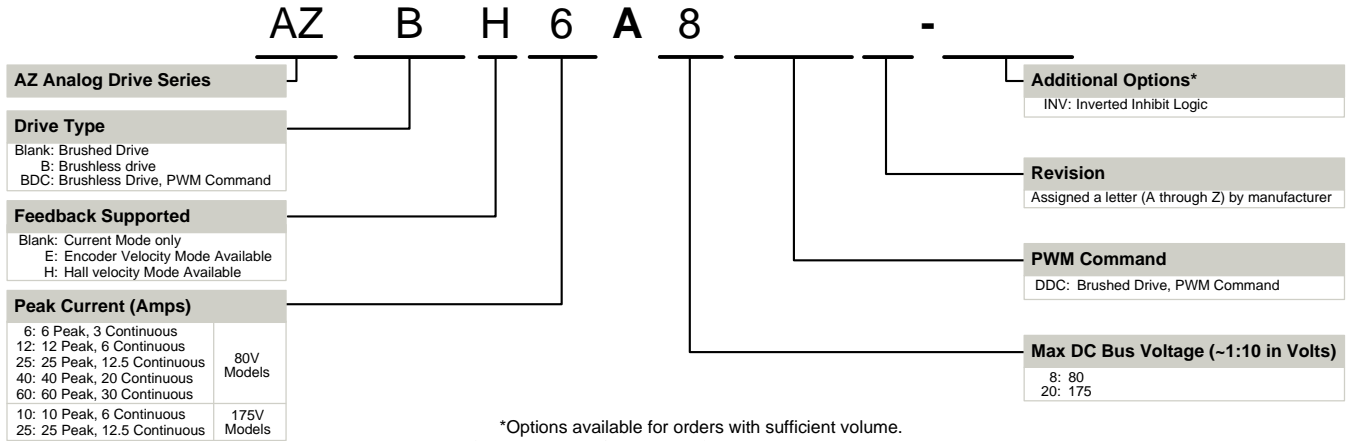 AZ B H 6 A 8 -
AZ Analog Drive Series
Drive Type
Blank: Brushed Drive
B: Brushless drive
BDC: Brushless Drive, PWM Command
Feedback Supported
Blank: Current Mode only
E: Encoder Velocity Mode Available
H: Hall velocity Mode Available
Peak Current (Amps)
6: 6 Peak, 3 Continuous
12: 12 Peak, 6 Continuous
25: 25 Peak, 12.5 Continuous
40: 40 Peak, 20 Continuous
60: 60 Peak, 30 Continuous
80V
Models
10: 10 Peak, 6 Continuous
25: 25 Peak, 12.5 Continuous
175V
Models
Additional Options*
INV: Inverted Inhibit Logic
Revision
Assigned a letter (A through Z) by manufacturer
PWM Command
DDC: Brushed Drive, PWM Command
Max DC Bus Voltage (~1:10 in Volts)
8: 80
20: 175
*Options available for orders with sufficient volume.